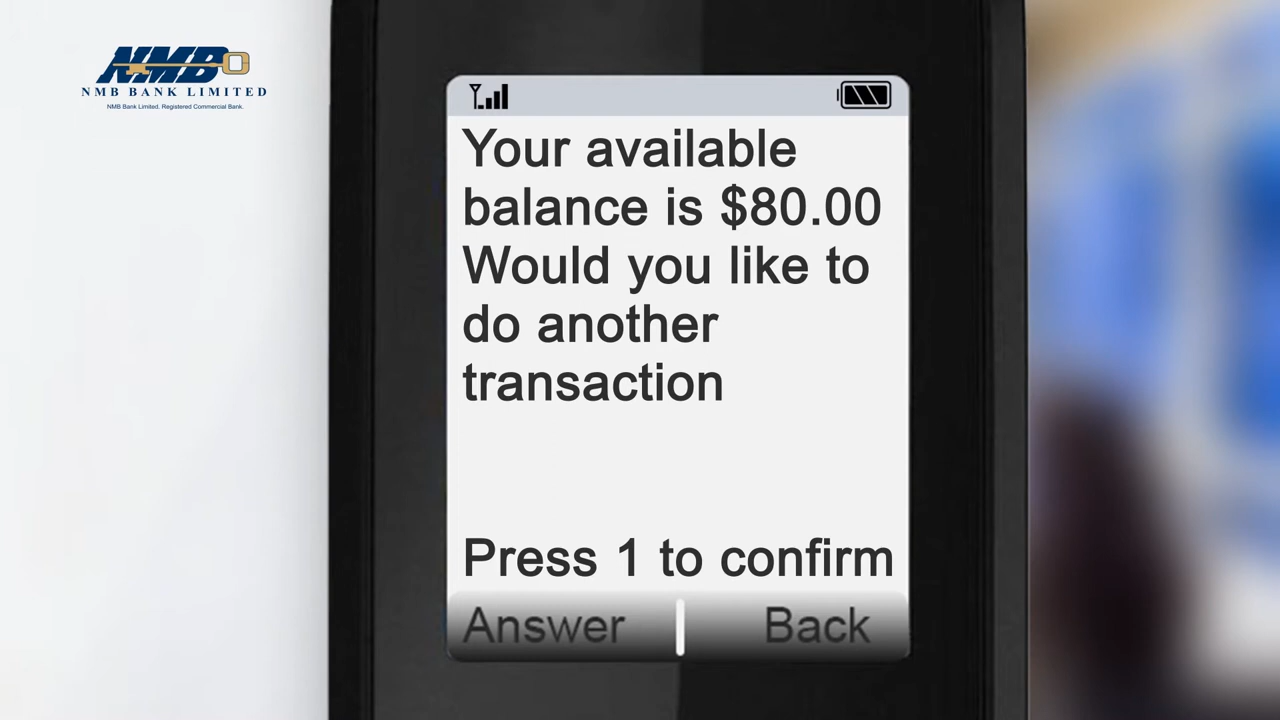 NMB
NMB BANK LIMITED
NMB Bank Limited. Registered Commercial Bank.
Your available
balance is $80.00
Would you like to
do another
transaction
Press 1 to confirm
Answer Back